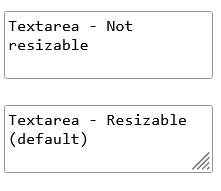 Textarea - Not
resizable
Textarea - Resizable
(default)